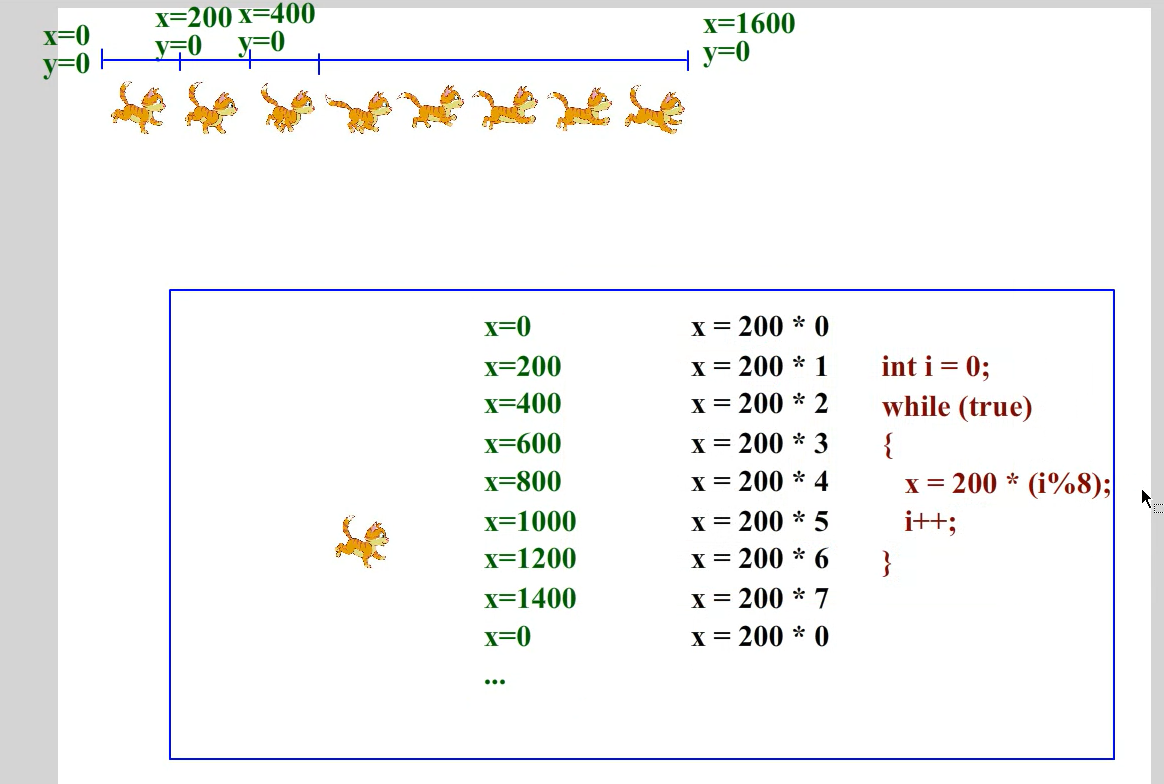 x=0
y=0
x=200
y=0
x=400
y=0
x=1600
y=0
x=0
x=200
x=400
x=600
x=800
x=1000
x=1200
x=1400
x=0
...
x = 200 * 0
x = 200 * 1
x = 200 * 2
x = 200 * 3
x = 200 * 4
x = 200 * 5
x = 200 * 6
x = 200 * 7
x = 200 * 0
int i = 0;
while (true)
{
x = 200 * (i%8);
i++;
}